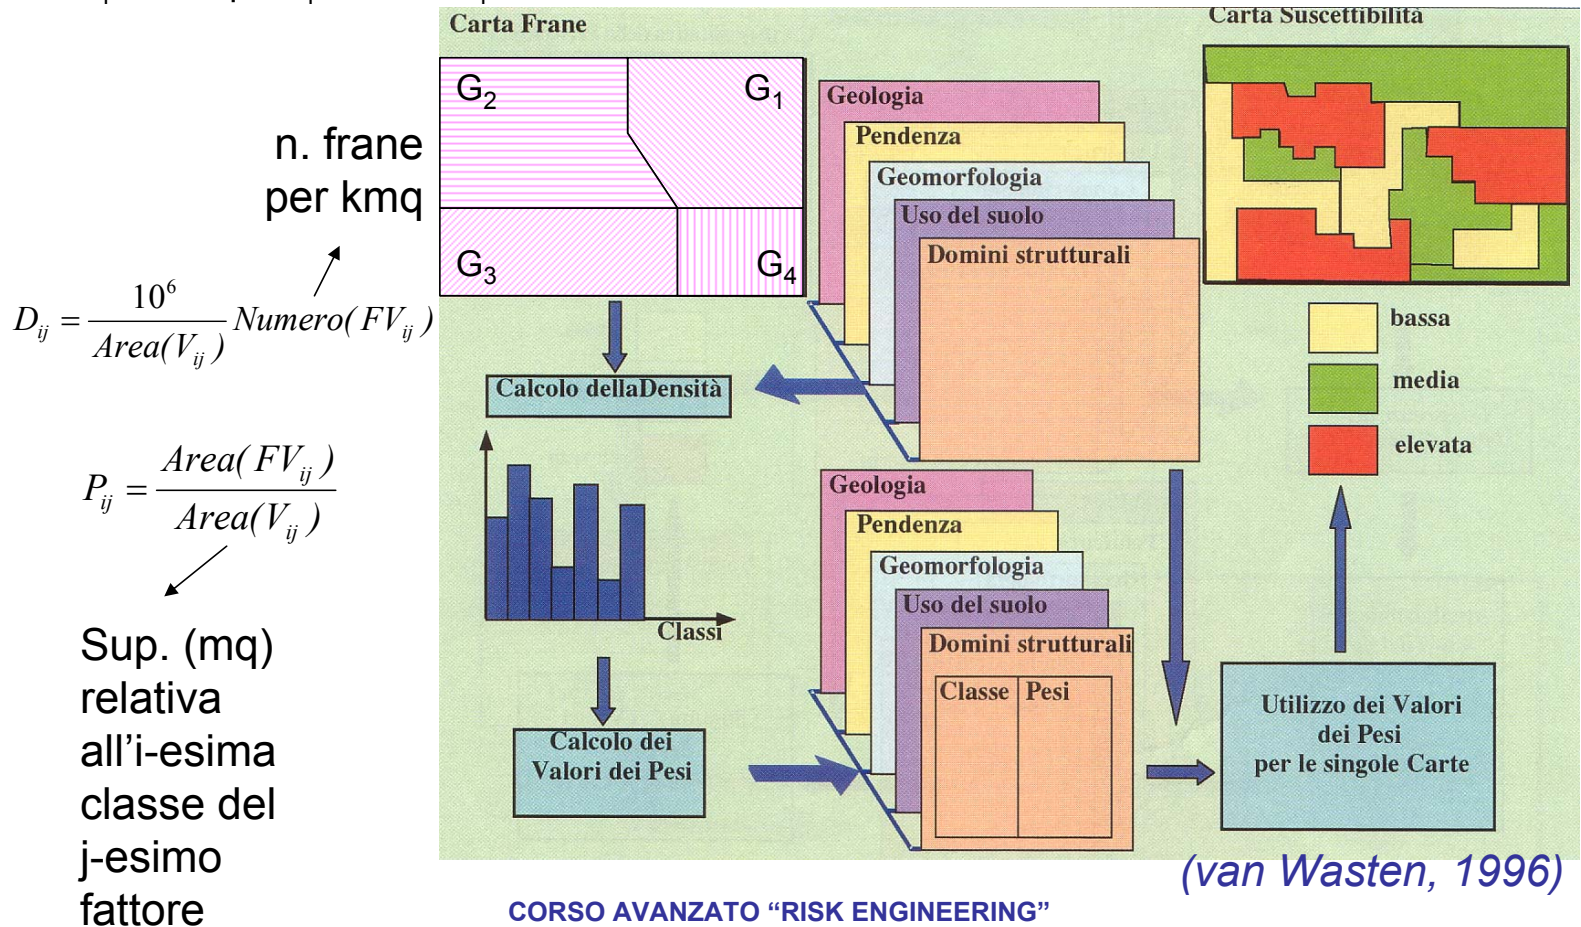 Carta Frane
Carta Suscettibilità
G2
G1
G3
G4
n. frane
per kmq
D_ij = 10^6 / Area(V_ij) Numero(FV_ij)
P_ij = Area(FV_ij) / Area(V_ij)
Sup. (mq)
relativa
all'i-esima
classe del
j-esimo
fattore
Geologia
Pendenza
Geomorfologia
Uso del suolo
Domini strutturali
bassa
media
elevata
Calcolo dellaDensità
Classi
Calcolo dei
Valori dei Pesi
Geologia
Pendenza
Geomorfologia
Uso del suolo
Domini strutturali
Classe
Pesi
Utilizzo dei Valori
dei Pesi
per le singole Carte
(van Wasten, 1996)
CORSO AVANZATO “RISK ENGINEERING”